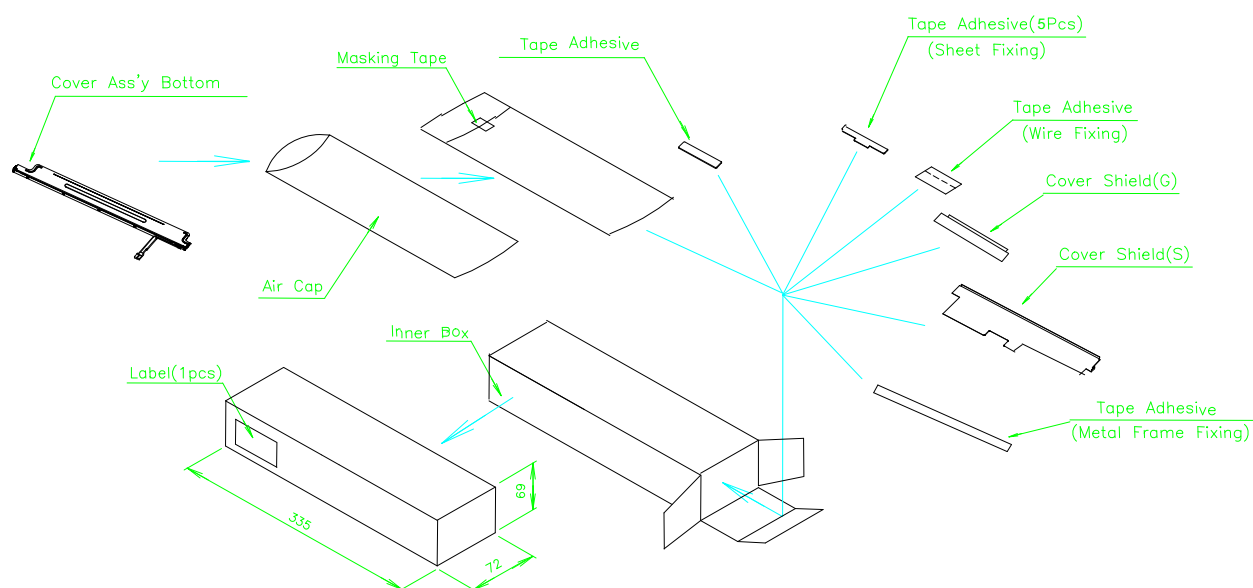 Tape Adhesive(5Pcs)
(Sheet Fixing)
Tape Adhesive
Masking Tape
Cover Ass'y Bottom
Tape Adhesive
(Wire Fixing)
Cover Shield(G)
Cover Shield(S)
Air Cap
Inner Box
Label(1pcs)
Tape Adhesive
(Metal Frame Fixing)
69
335
72